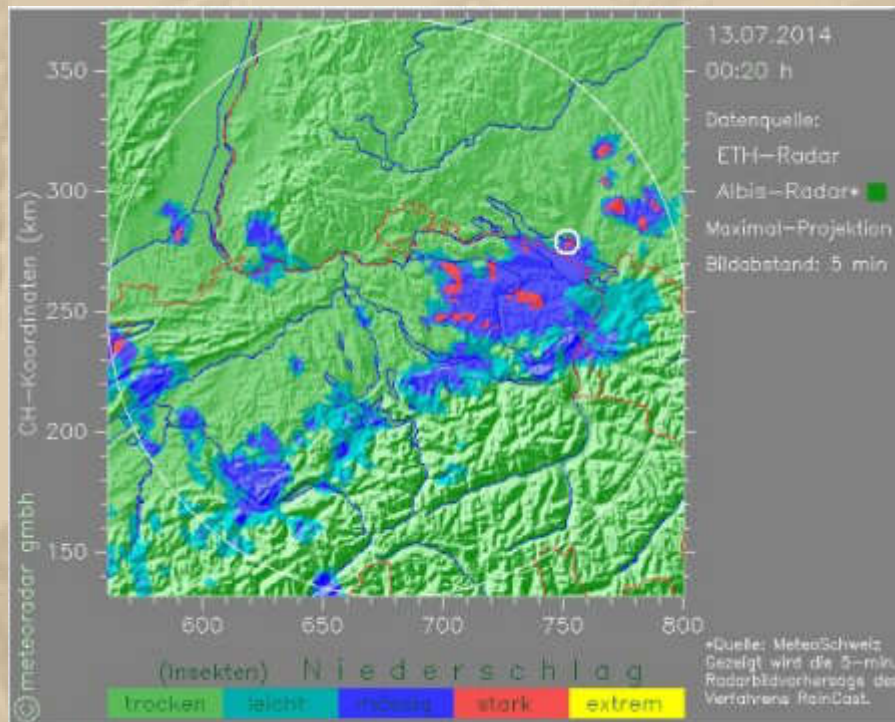 13.07.2014
00:20 h
Datenquelle:
ETH-Radar
Albis-Radar*
Maximal-Projektion
Bildabstand: 5 min
CH-Koordinaten (km)
350
300
250
200
150
600 650 700 750 800
© meteoradar gmbh
(Insekten) Niederschlag
trocken leicht mässig stark extrem
*Quelle: MeteoSchweiz
Gezeigt wird die 5-min
Radarbildvorhersage des
Verfahrens RainCast.